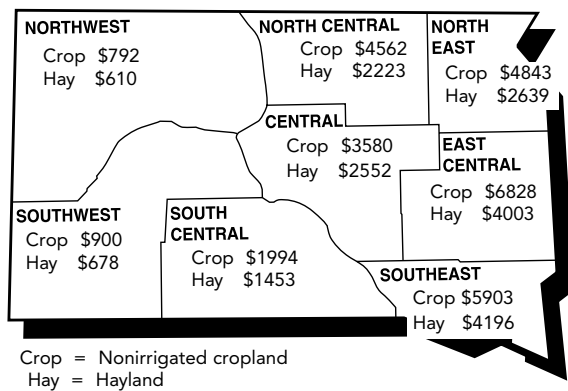 NORTHWEST
Crop $792
Hay $610
NORTH CENTRAL
Crop $4562
Hay $2223
NORTH
EAST
Crop $4843
Hay $2639
CENTRAL
Crop $3580
Hay $2552
EAST
CENTRAL
Crop $6828
Hay $4003
SOUTHWEST
Crop $900
Hay $678
SOUTH
CENTRAL
Crop $1994
Hay $1453
SOUTHEAST
Crop $5903
Hay $4196
Crop = Nonirrigated cropland
Hay = Hayland